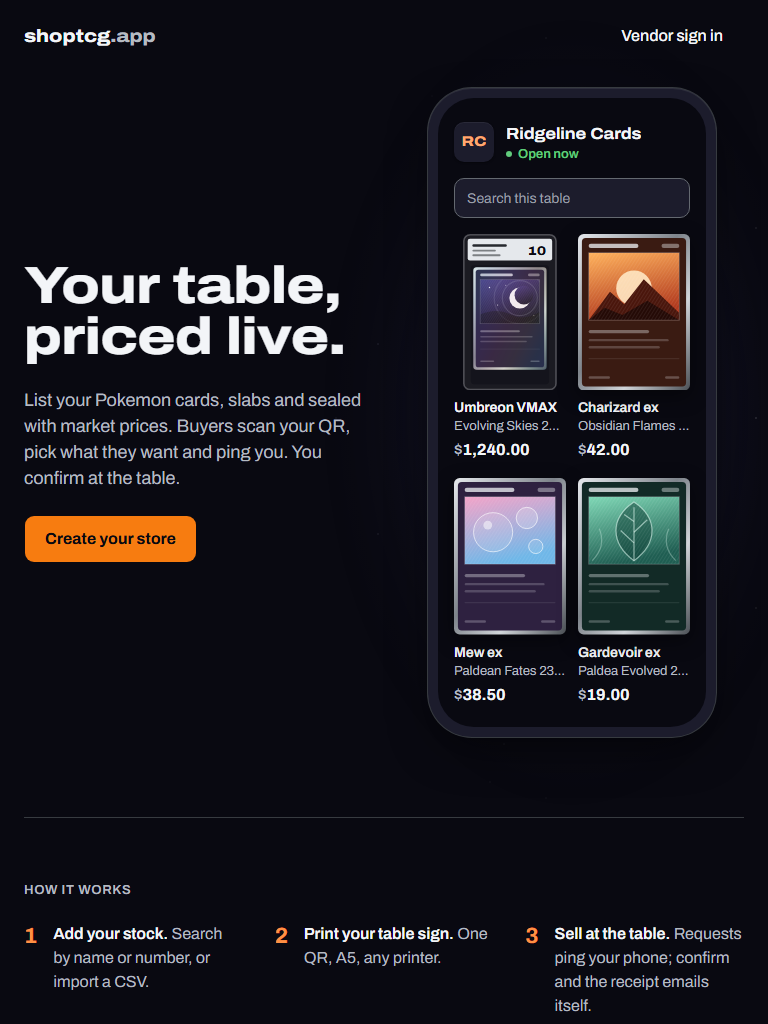 shoptcg.app
Vendor sign in
Your table,
priced live.
List your Pokemon cards, slabs and sealed
with market prices. Buyers scan your QR,
pick what they want and ping you. You
confirm at the table.
Create your store
RC
Ridgeline Cards
Open now
Search this table
10
Umbreon VMAX
Evolving Skies 2...
$1,240.00
Charizard ex
Obsidian Flames ...
$42.00
Mew ex
Paldean Fates 23...
$38.50
Gardevoir ex
Paldea Evolved 2...
$19.00
HOW IT WORKS
1
Add your stock. Search
by name or number, or
import a CSV.
2
Print your table sign. One
QR, A5, any printer.
3
Sell at the table. Requests
ping your phone; confirm
and the receipt emails
itself.